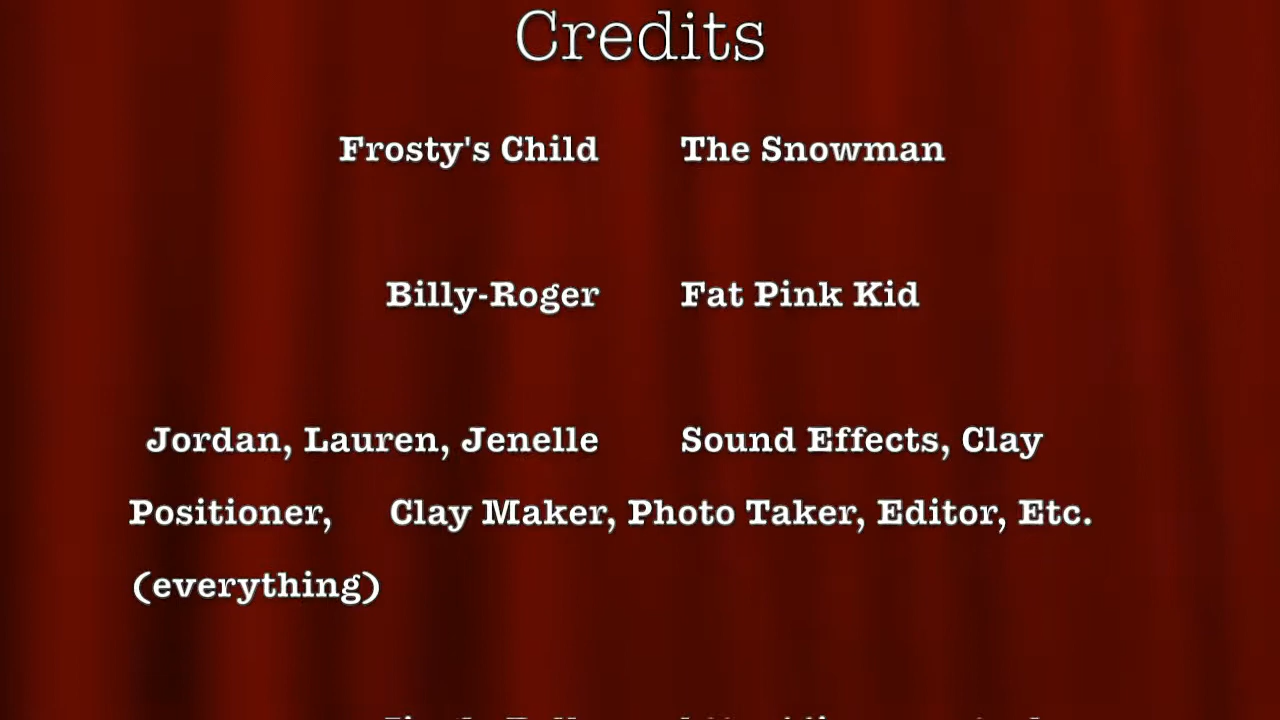 Credits
Frosty's Child The Snowman
Billy-Roger Fat Pink Kid
Jordan, Lauren, Jenelle Sound Effects, Clay
Positioner, Clay Maker, Photo Taker, Editor, Etc.
(everything)